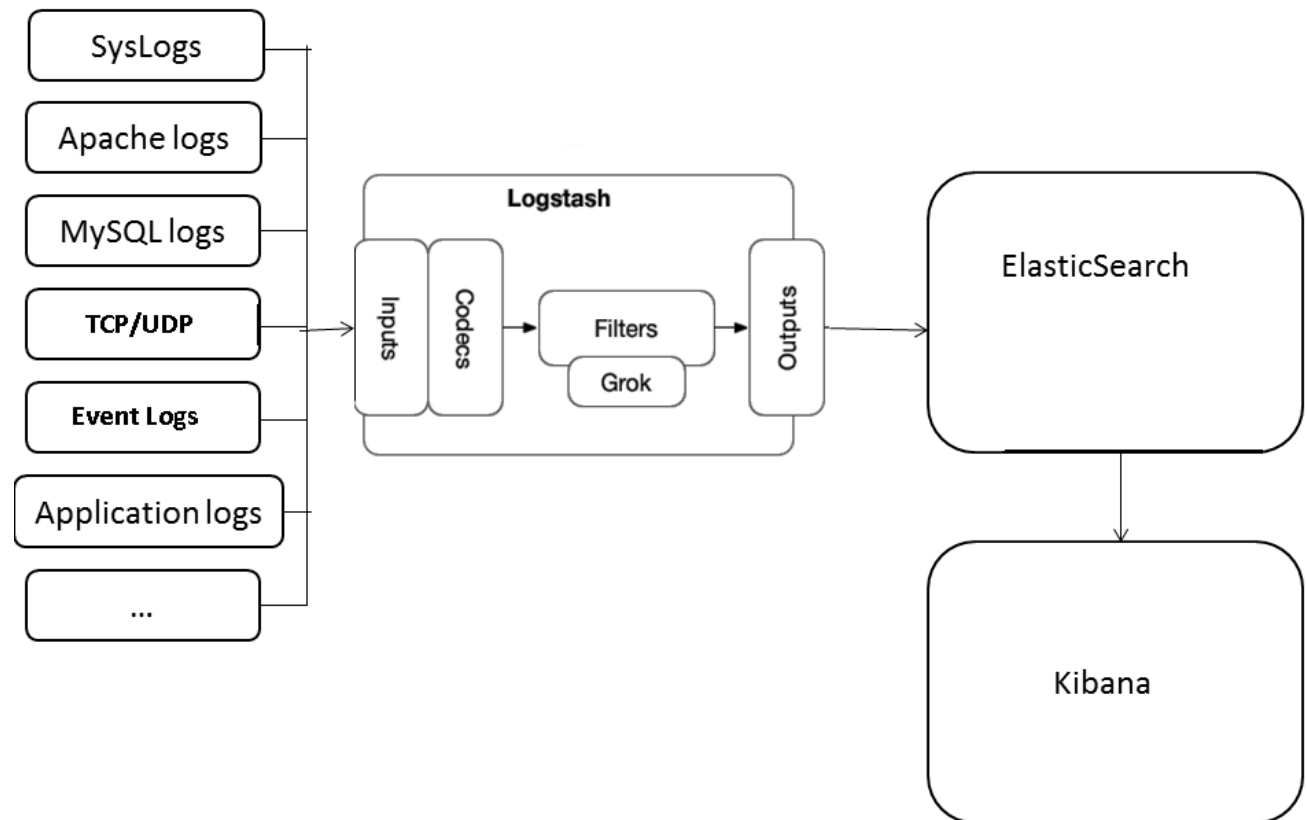 SysLogs
Apache logs
MySQL logs
TCP/UDP
Event Logs
Application logs
...
Logstash
Inputs
Codecs
Filters
Grok
Outputs
ElasticSearch
Kibana